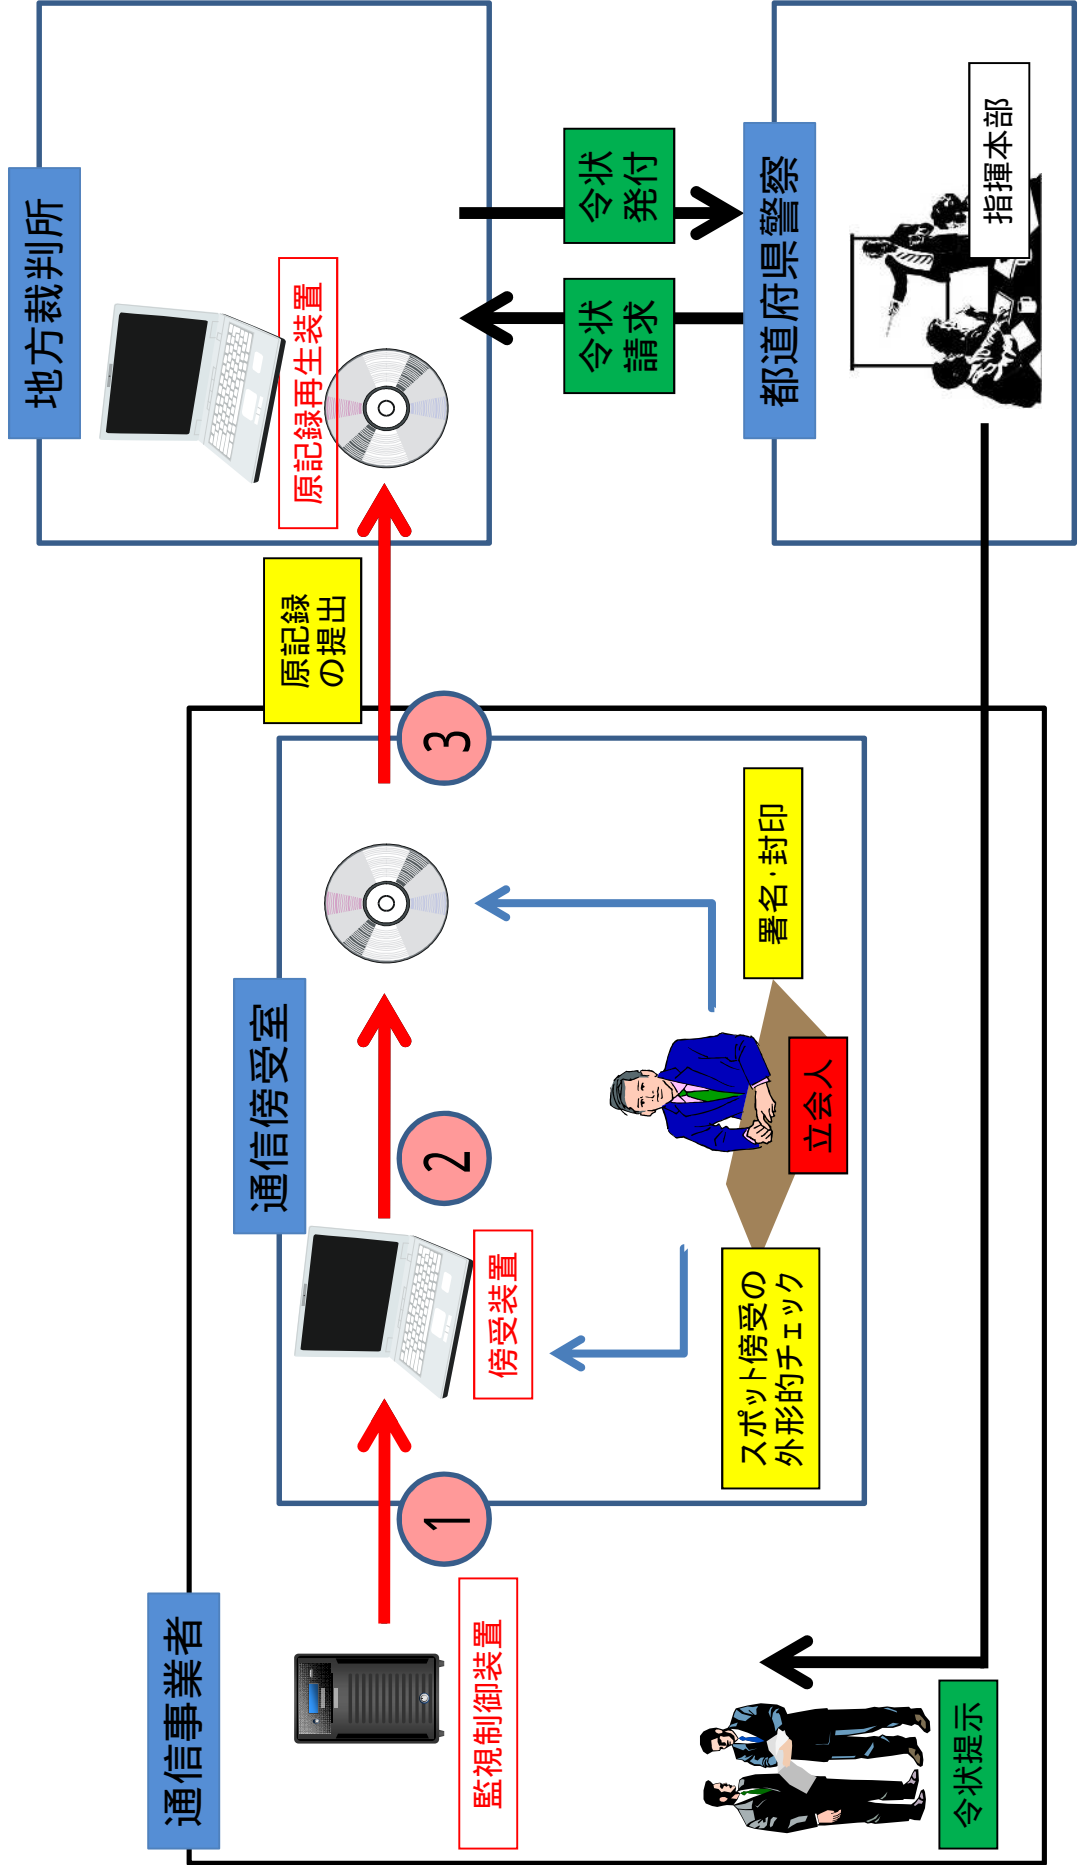 通信事業者
監視制御装置
令状提示
1
通信傍受室
傍受装置
2
スポット傍受の
外形的チェック
立会人
署名・封印
3
原記録
の提出
地方裁判所
原記録再生装置
令状
請求
令状
発付
都道府県警察
指揮本部